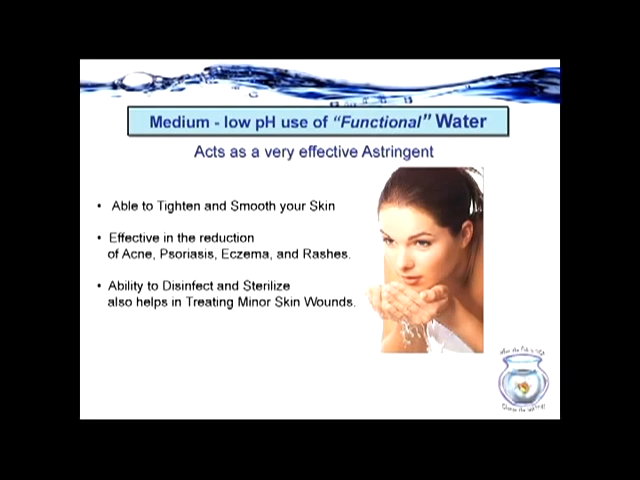 Medium - low pH use of “Functional” Water
Acts as a very effective Astringent
• Able to Tighten and Smooth your Skin
• Effective in the reduction
of Acne, Psoriasis, Eczema, and Rashes.
• Ability to Disinfect and Sterilize
also helps in Treating Minor Skin Wounds.